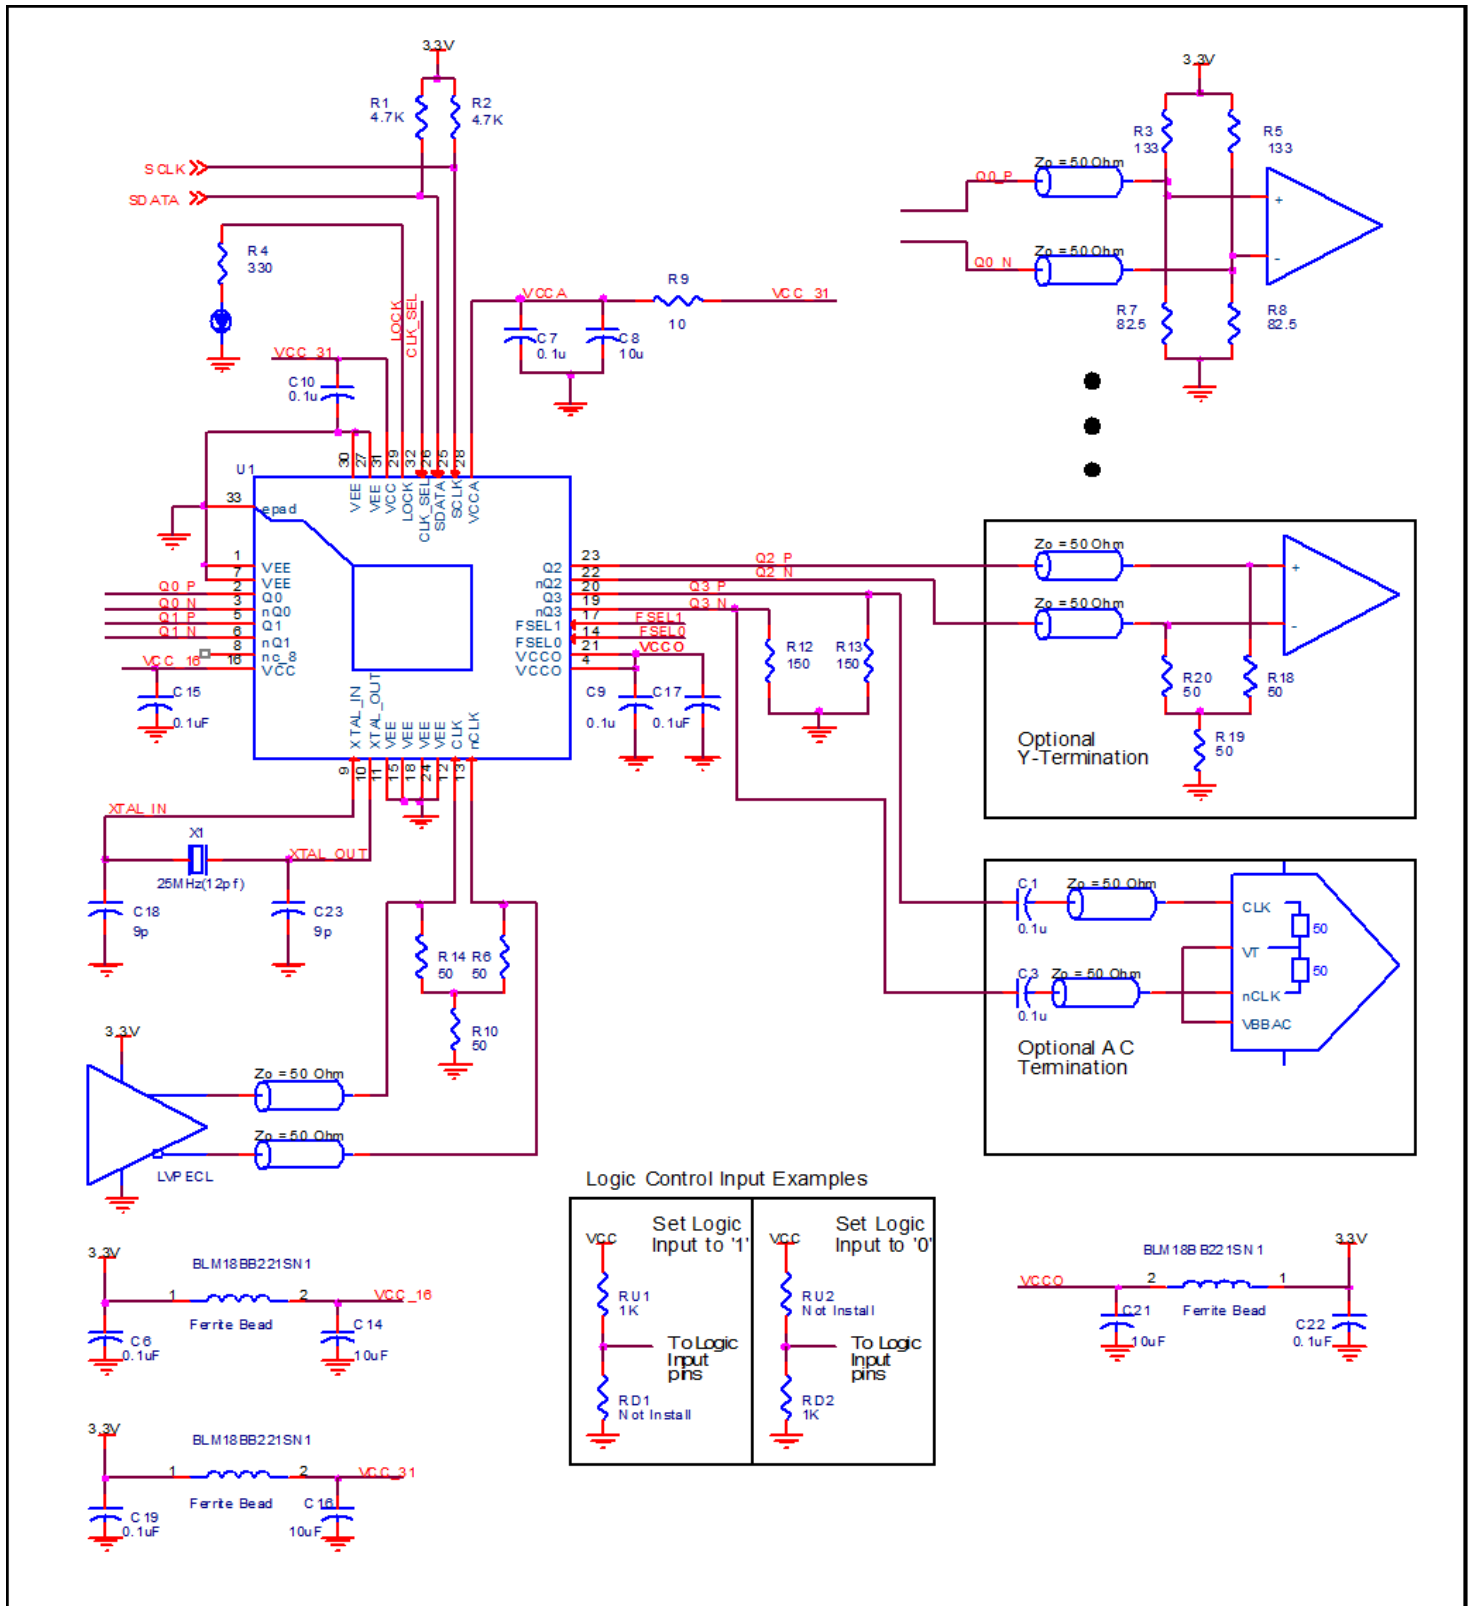 3.3V
R1
4.7K
R2
4.7K
SCLK
SDATA
R4
330
LOCK
CLK_SEL
VCCA
R9
10
VCC_31
C7
0.1u
C8
10u
VCC_31
C10
0.1u
3.3V
R3
133
R5
133
Zo = 50 Ohm
Q0_P
+
Zo = 50 Ohm
Q0_N
-
R7
82.5
R8
82.5
U1
30
27
31
29
32
26
25
28
VEE
VEE
VCC
LOCK
CLK_SEL
SDATA
SCLK
VCCA
33
epad
1
VEE
7
VEE
Q0_P
2
Q0
Q0_N
3
nQ0
Q1_P
5
Q1
Q1_N
6
nQ1
8
nc_8
VCC_16
16
VCC
C15
0.1uF
Q2
23
Q2_P
nQ2
22
Q2_N
Q3
20
Q3_P
nQ3
19
Q3_N
FSEL1
17
FSEL1
FSEL0
14
FSEL0
VCCO
21
VCCO
VCCO
4
C9
0.1u
C17
0.1uF
R12
150
R13
150
XTAL_IN
XTAL_OUT
VEE
VEE
VEE
VEE
CLK
nCLK
9
10
11
15
18
24
12
13
Zo = 50 Ohm
+
Zo = 50 Ohm
-
R20
50
R18
50
R19
50
Optional
Y-Termination
XTAL_IN
X1
XTAL_OUT
25MHz(12pf)
C18
9p
C23
9p
R14
50
R6
50
R10
50
C1
0.1u
Zo = 50 Ohm
CLK
50
VT
50
C3
0.1u
Zo = 50 Ohm
nCLK
VBBAC
Optional AC
Termination
3.3V
Zo = 50 Ohm
Zo = 50 Ohm
LVPECL
Logic Control Input Examples
VCC
Set Logic
Input to '1'
RU1
1K
To Logic
Input
pins
RD1
Not Install
VCC
Set Logic
Input to '0'
RU2
Not Install
To Logic
Input
pins
RD2
1K
3.3V
BLM18BB221SN1
1
2
VCC_16
Ferrite Bead
C6
0.1uF
C14
10uF
BLM18BB221SN1
3.3V
VCCO
2
1
Ferrite Bead
C21
10uF
C22
0.1uF
3.3V
BLM18BB221SN1
1
2
VCC_31
Ferrite Bead
C19
0.1uF
C16
10uF